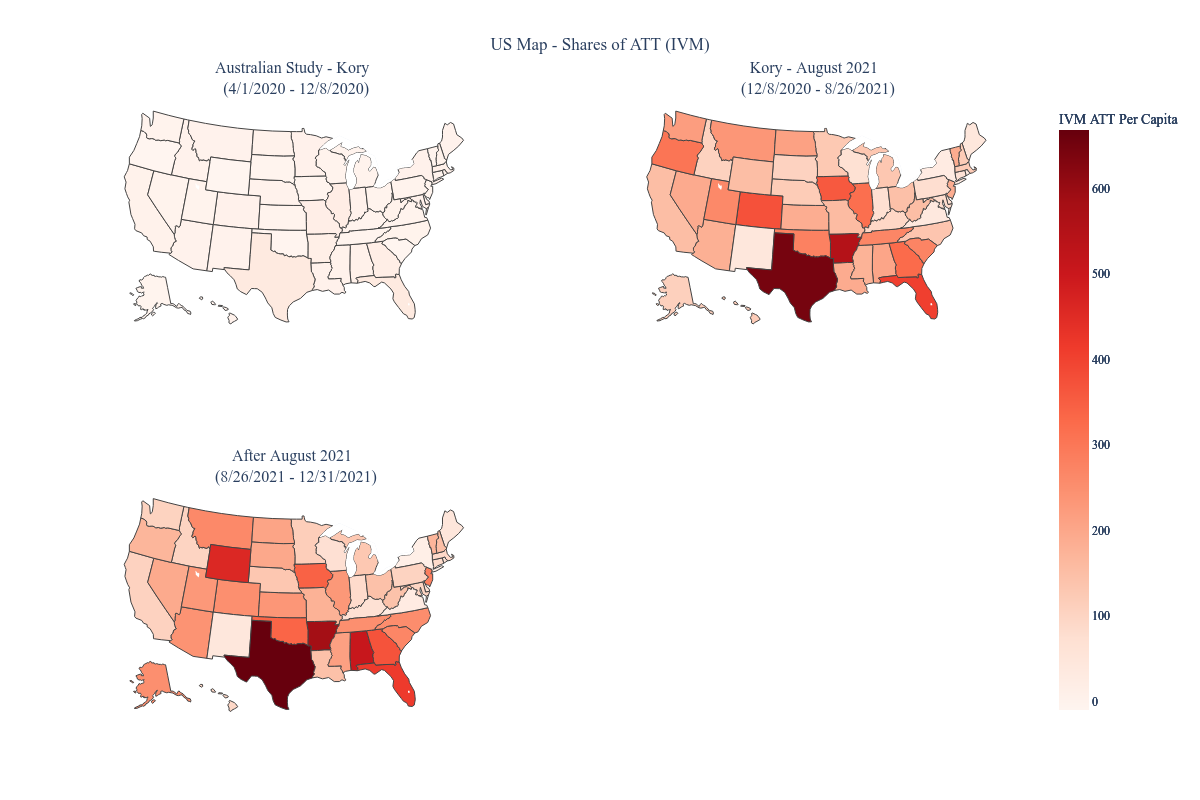 US Map - Shares of ATT (IVM)
Australian Study - Kory
(4/1/2020 - 12/8/2020)
Kory - August 2021
(12/8/2020 - 8/26/2021)
IVM ATT Per Capita
600
500
400
300
200
100
0
After August 2021
(8/26/2021 - 12/31/2021)